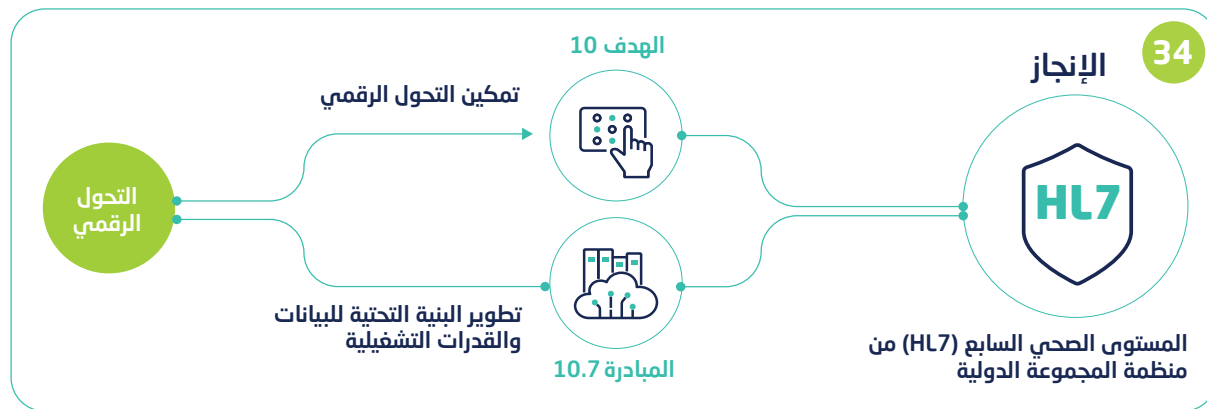 34
الإنجاز
HL7
المستوى الصحي السابع (HL7) من
منظمة المجموعة الدولية
الهدف 10
تمكين التحول الرقمي
تطوير البنية التحتية للبيانات
والقدرات التشغيلية
المبادرة 10.7
التحول
الرقمي